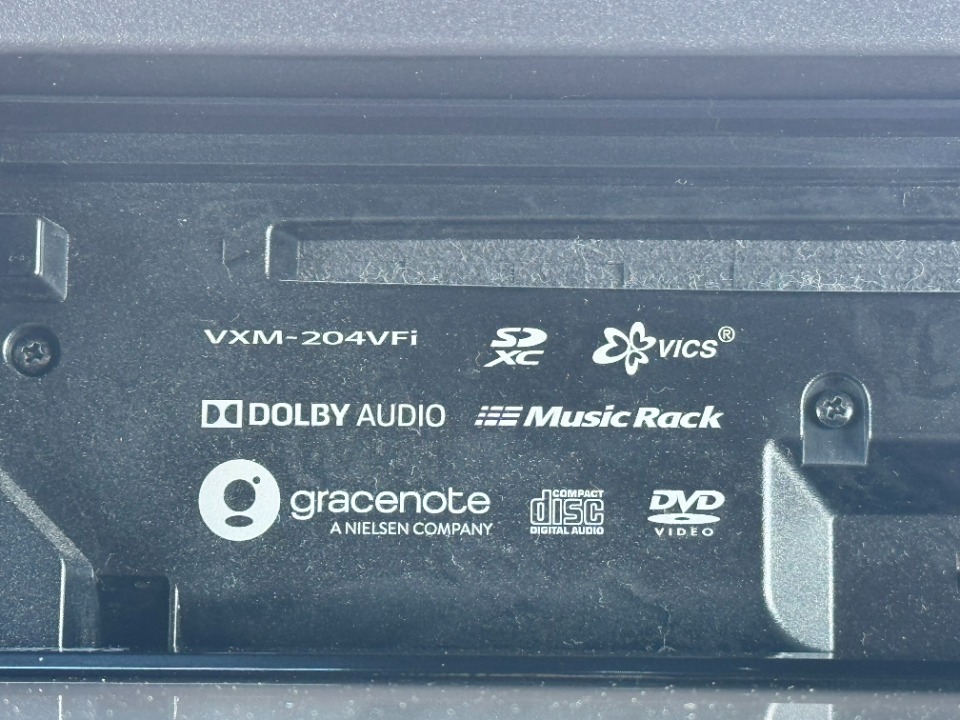 VXM-204VFi
SD XC
VICS®
DOLBY AUDIO
Music Rack
gracenote
A NIELSEN COMPANY
COMPACT
disc
DIGITAL AUDIO
DVD
VIDEO